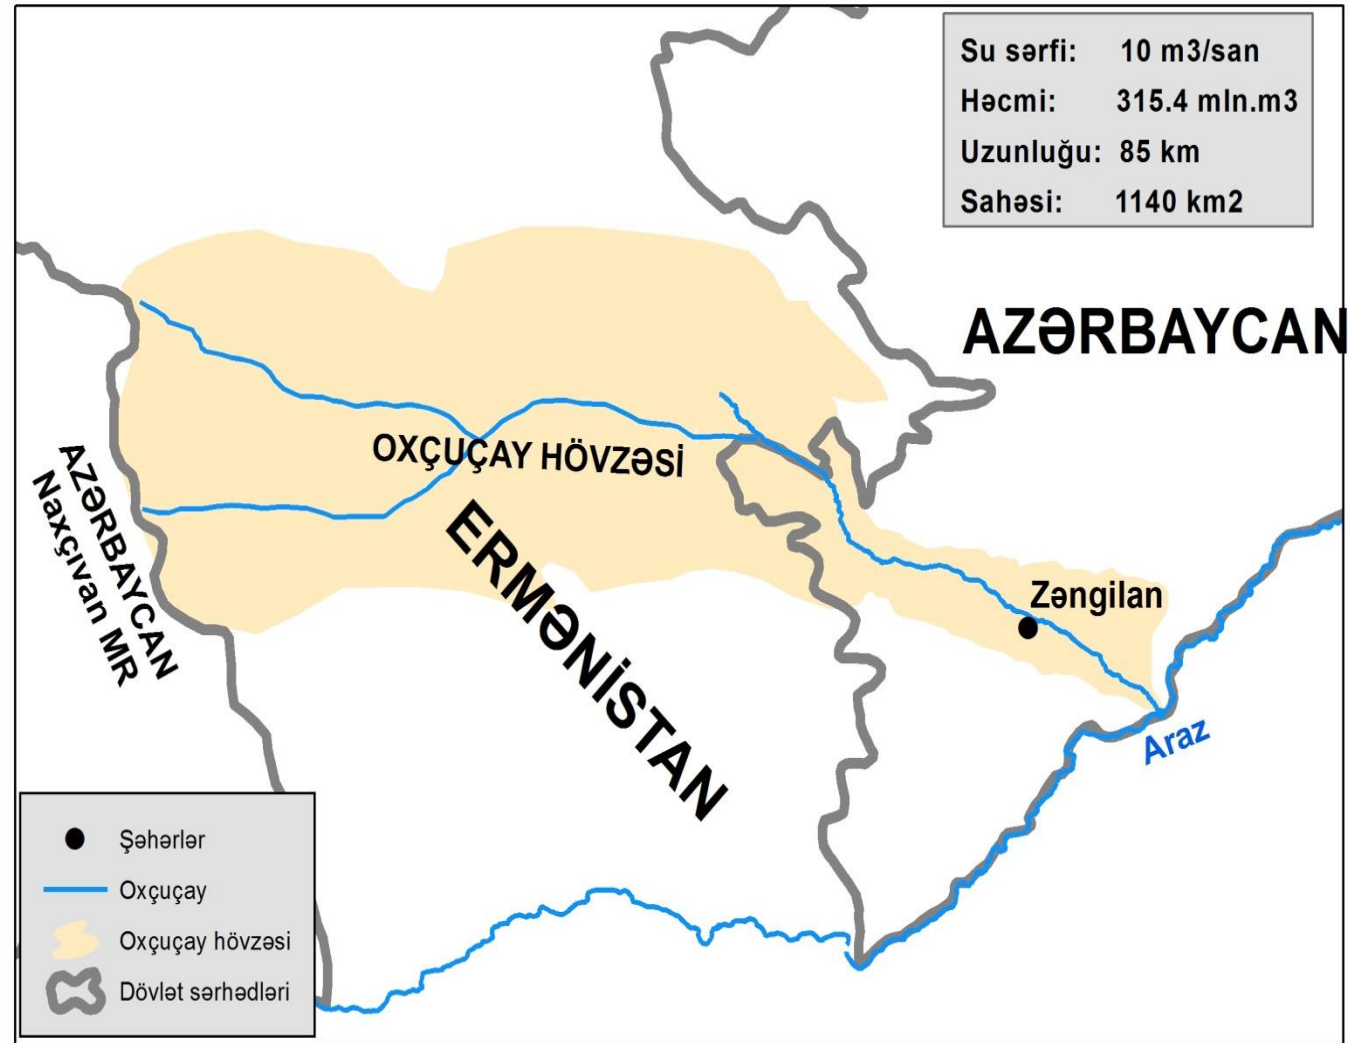 Su sərfi: 10 m3/san
Həcmi: 315.4 mln.m3
Uzunluğu: 85 km
Sahəsi: 1140 km2
AZƏRBAYCAN
OXÇUÇAY HÖVZƏSİ
AZƏRBAYCAN
Naxçıvan MR
ERMƏNİSTAN
Zəngilan
Araz
Şəhərlər
Oxçuçay
Oxçuçay hövzəsi
Dövlət sərhədləri